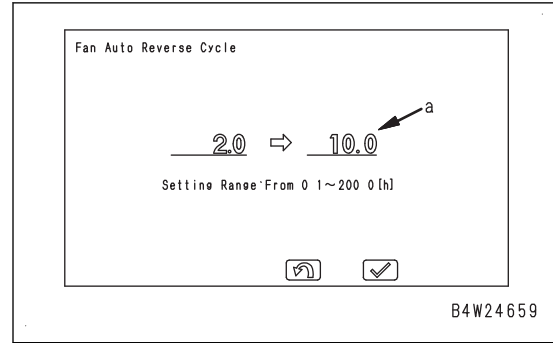 Fan Auto Reverse Cycle
a
2.0 ⇨ 10.0
Setting Range:From 0 1～200 0[h]
B4W24659